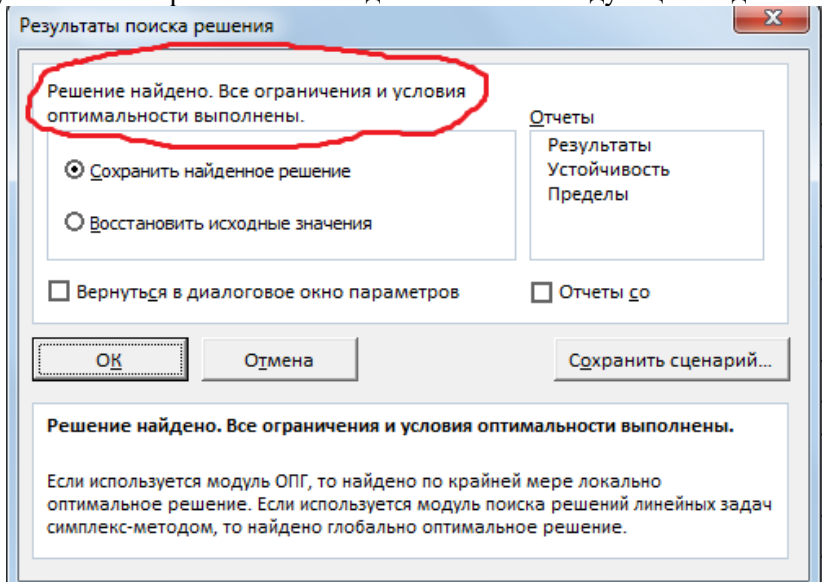 Результаты поиска решения
Решение найдено. Все ограничения и условия
оптимальности выполнены.
Отчеты
Результаты
Устойчивость
Пределы
Сохранить найденное решение
Восстановить исходные значения
Вернуться в диалоговое окно параметров
Отчеты со
ОК
Отмена
Сохранить сценарий...
Решение найдено. Все ограничения и условия оптимальности выполнены.
Если используется модуль ОПГ, то найдено по крайней мере локально
оптимальное решение. Если используется модуль поиска решений линейных задач
симплекс-методом, то найдено глобально оптимальное решение.